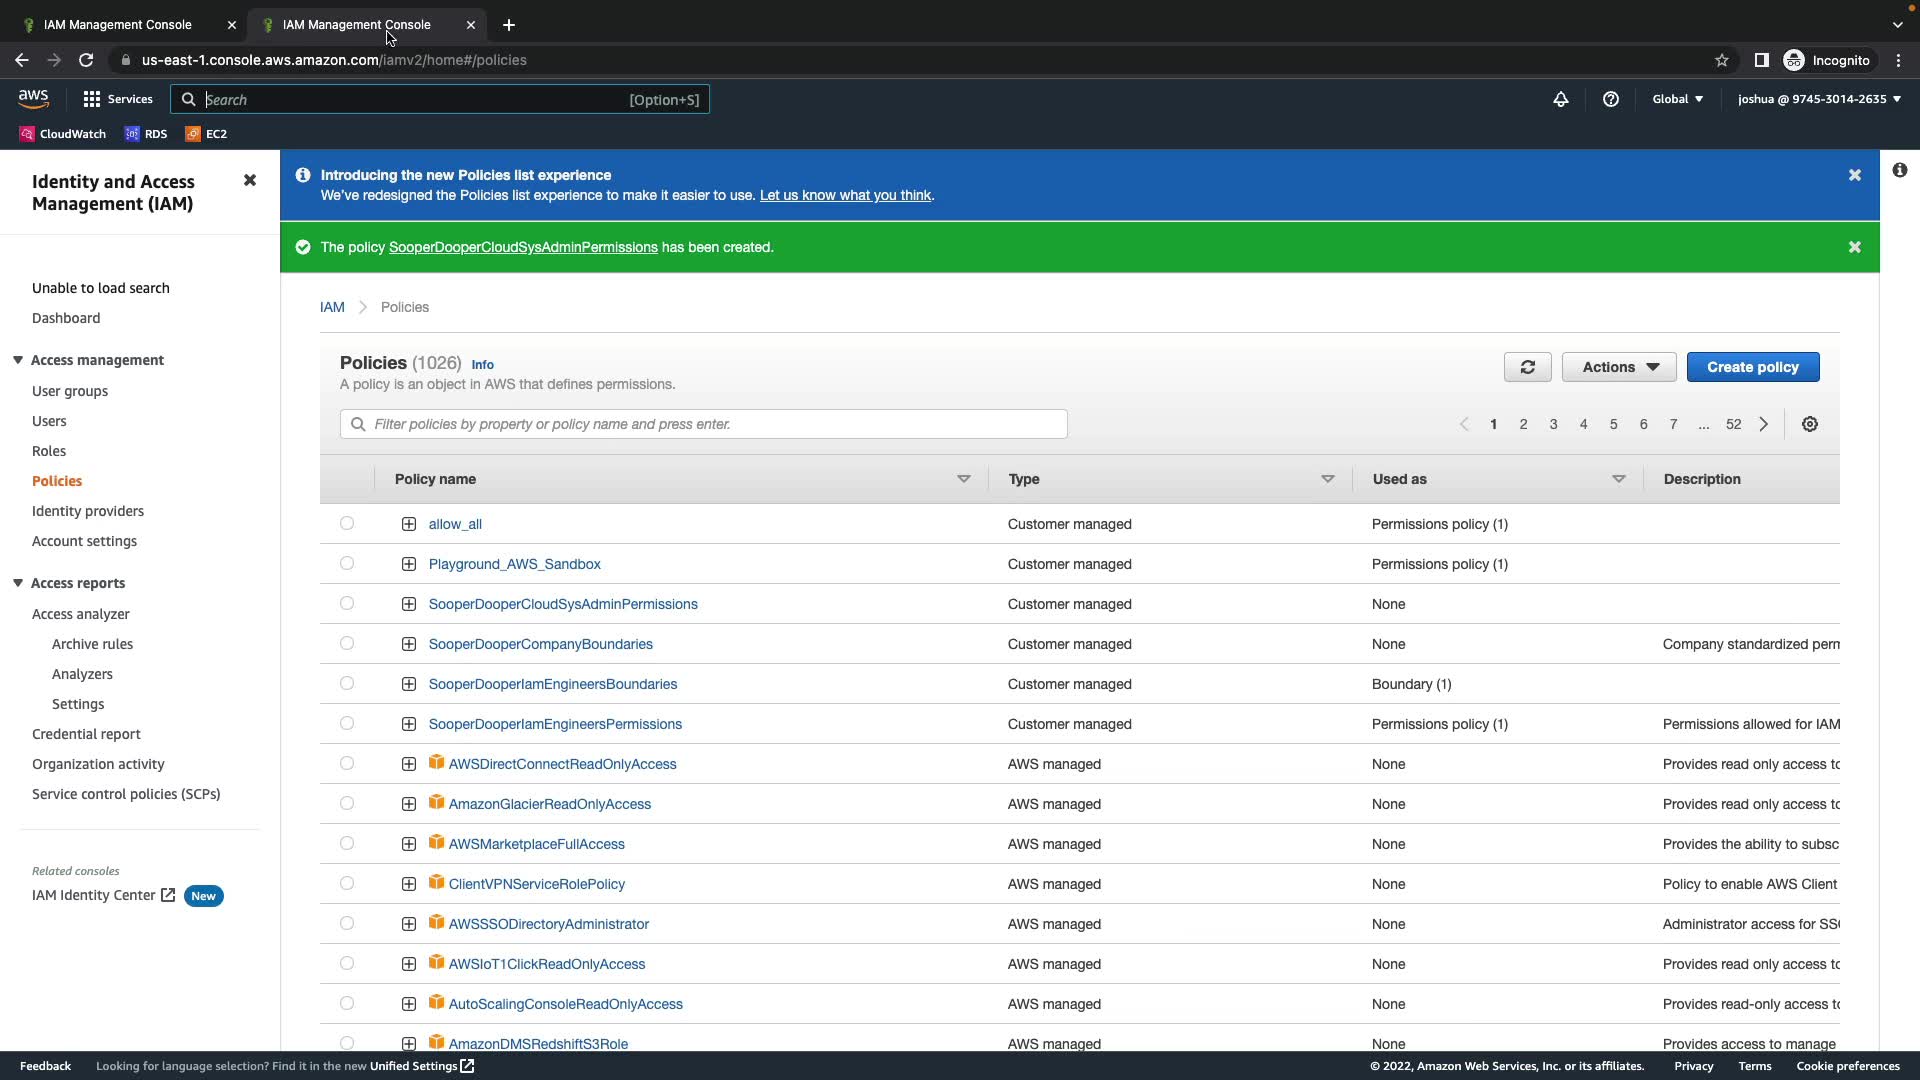 IAM Management Console
IAM Management Console
us-east-1.console.aws.amazon.com/iamv2/home#/policies
Incognito
aws
Services
Search
[Option+S]
Global
joshua @ 9745-3014-2635
CloudWatch
RDS
EC2
Identity and Access
Management (IAM)
Unable to load search
Dashboard
Access management
User groups
Users
Roles
Policies
Identity providers
Account settings
Access reports
Access analyzer
Archive rules
Analyzers
Settings
Credential report
Organization activity
Service control policies (SCPs)
Related consoles
IAM Identity Center
New
Introducing the new Policies list experience
We've redesigned the Policies list experience to make it easier to use. Let us know what you think.
The policy SooperDooperCloudSysAdminPermissions has been created.
IAM > Policies
Policies (1026) Info
A policy is an object in AWS that defines permissions.
Actions
Create policy
Filter policies by property or policy name and press enter.
1 2 3 4 5 6 7 ... 52
Policy name Type Used as Description
allow_all Customer managed Permissions policy (1)
Playground_AWS_Sandbox Customer managed Permissions policy (1)
SooperDooperCloudSysAdminPermissions Customer managed None
SooperDooperCompanyBoundaries Customer managed None Company standardized perm
SooperDooperIamEngineersBoundaries Customer managed Boundary (1)
SooperDooperIamEngineersPermissions Customer managed Permissions policy (1) Permissions allowed for IAM
AWSDirectConnectReadOnlyAccess AWS managed None Provides read only access to
AmazonGlacierReadOnlyAccess AWS managed None Provides read only access to
AWSMarketplaceFullAccess AWS managed None Provides the ability to subsc
ClientVPNServiceRolePolicy AWS managed None Policy to enable AWS Client
AWSSSODirectoryAdministrator AWS managed None Administrator access for SSO
AWSIoT1ClickReadOnlyAccess AWS managed None Provides read only access to
AutoScalingConsoleReadOnlyAccess AWS managed None Provides read-only access to
AmazonDMSRedshiftS3Role AWS managed None Provides access to manage
Feedback
Looking for language selection? Find it in the new Unified Settings
© 2022, Amazon Web Services, Inc. or its affiliates.
Privacy
Terms
Cookie preferences